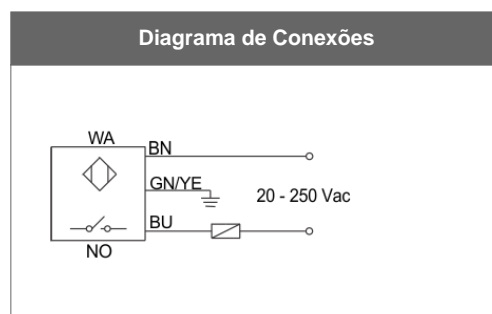 Diagrama de Conexões
WA
BN
GN/YE
20 - 250 Vac
BU
NO